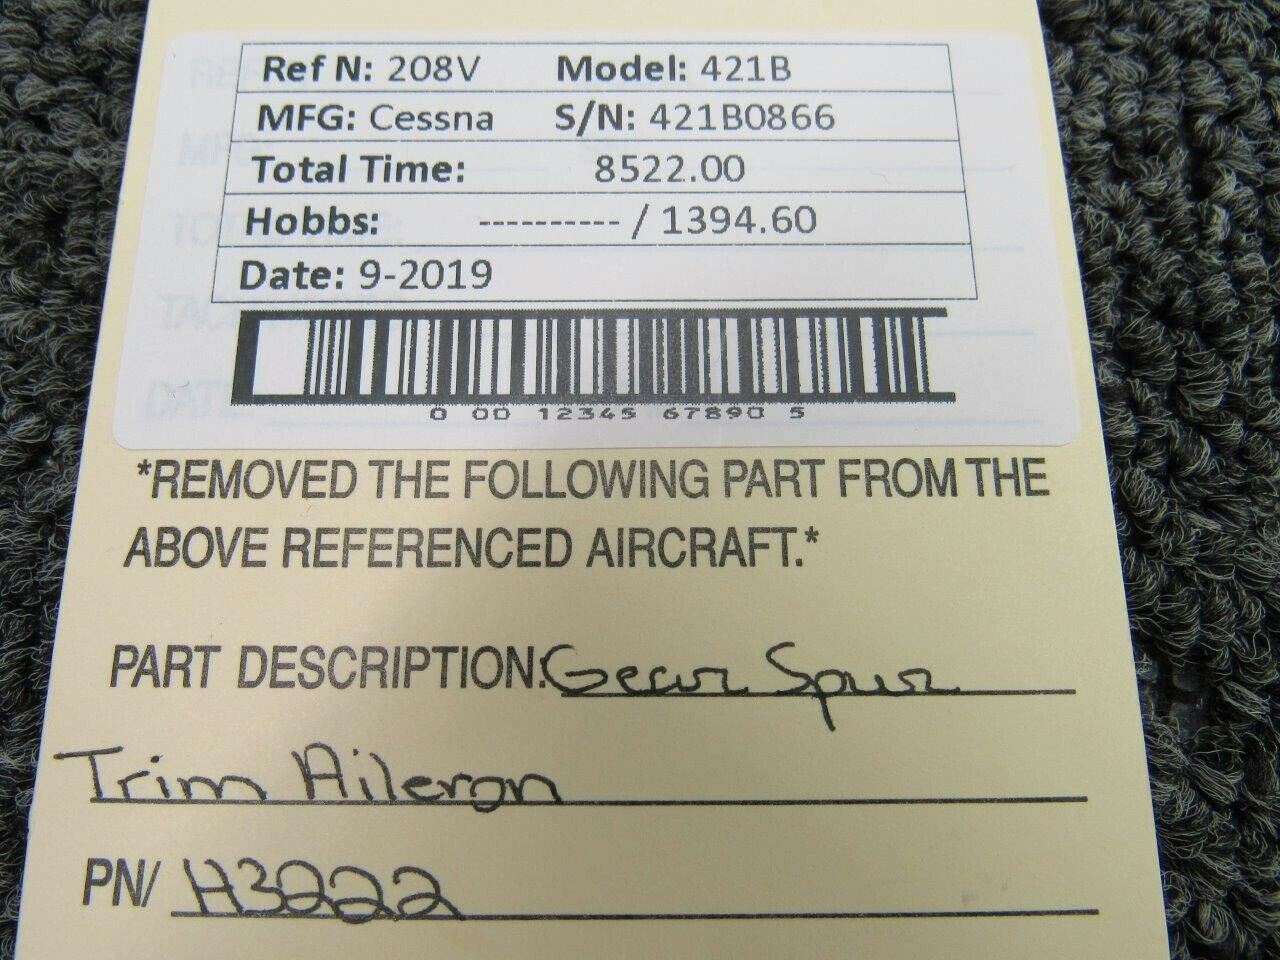 Ref N: 208V Model: 421B
MFG: Cessna S/N: 421B0866
Total Time: 8522.00
Hobbs: ---------- / 1394.60
Date: 9-2019
0 00 12345 67890 5
*REMOVED THE FOLLOWING PART FROM THE
ABOVE REFERENCED AIRCRAFT.*
PART DESCRIPTION: Gear Spur
Trim Aileron
PN/ H3222